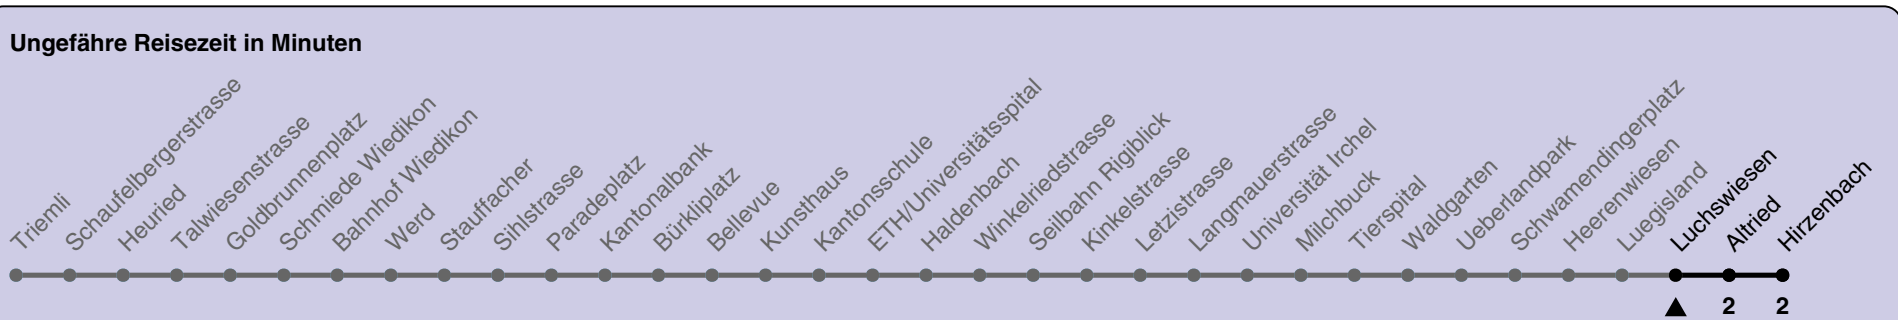 Ungefähre Reisezeit in Minuten
Triemli
Schaufelbergerstrasse
Heuried
Talwiesenstrasse
Goldbrunnenplatz
Schmiede Wiedikon
Bahnhof Wiedikon
Werd
Stauffacher
Sihlstrasse
Paradeplatz
Kantonalbank
Bürkliplatz
Bellevue
Kunsthaus
Kantonsschule
ETH/Universitätsspital
Haldenbach
Winkelriedstrasse
Seilbahn Rigiblick
Kinkelstrasse
Letzistrasse
Langmauerstrasse
Universität Irchel
Milchbuck
Tierspital
Waldgarten
Ueberlandpark
Schwamendingerplatz
Heerenwiesen
Luegisland
Luchswiesen
Altried
Hirzenbach
2 2